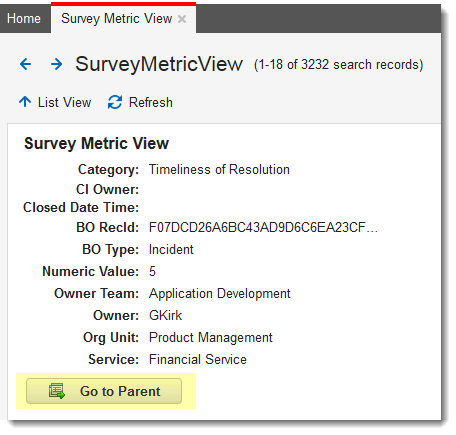 Home Survey Metric View
SurveyMetricView (1-18 of 3232 search records)
List View Refresh
Survey Metric View
Category: Timeliness of Resolution
CI Owner:
Closed Date Time:
BO RecId: F07DCD26A6BC43AD9D6C6EA23CF...
BO Type: Incident
Numeric Value: 5
Owner Team: Application Development
Owner: GKirk
Org Unit: Product Management
Service: Financial Service
Go to Parent